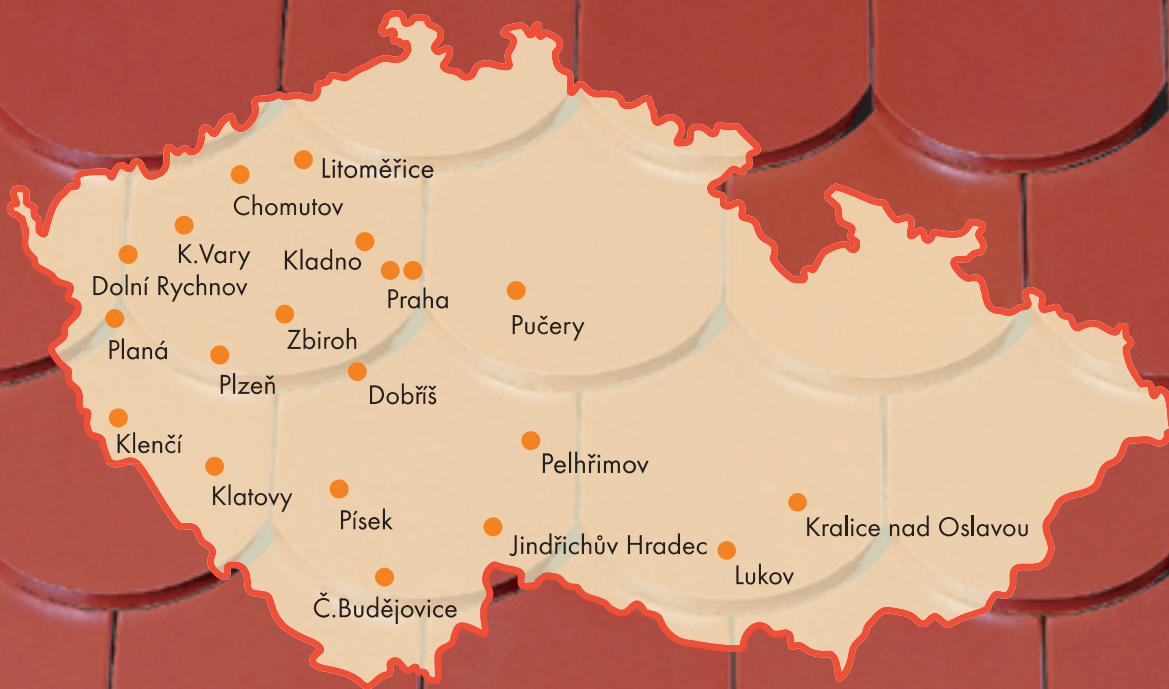 Litoměřice
Chomutov
K.Vary
Kladno
Dolní Rychnov
Praha
Pučery
Zbiroh
Planá
Plzeň
Dobříš
Klenčí
Pelhřimov
Klatovy
Písek
Kralice nad Oslavou
Jindřichův Hradec
Lukov
Č.Budějovice